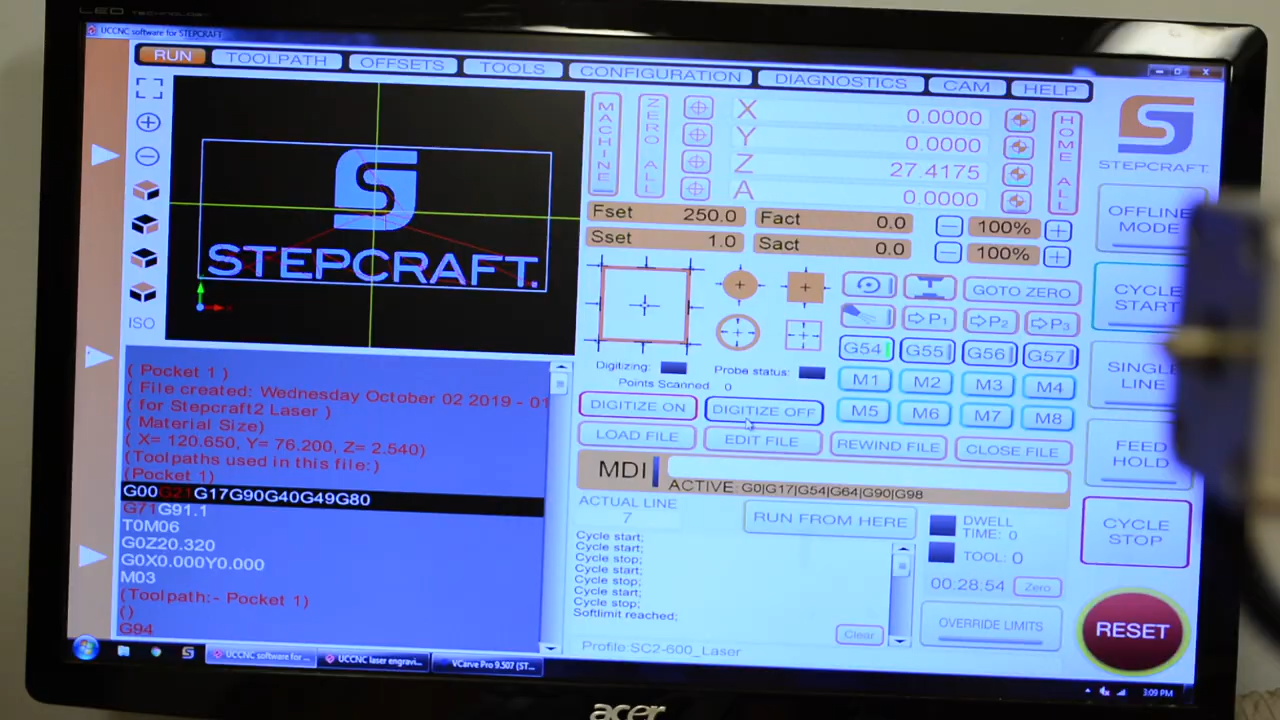 LED TECHNOLOGY
UCCNC software for STEPCRAFT
RUN TOOLPATH OFFSETS TOOLS CONFIGURATION DIAGNOSTICS CAM HELP
MACHINE
ZERO ALL
X 0.0000
Y 0.0000
Z 27.4175
A 0.0000
HOME ALL
STEPCRAFT
Fset 250.0 Fact 0.0 100%
Sset 1.0 Sact 0.0 100%
OFFLINE MODE
S
STEPCRAFT.
ISO
GOTO ZERO
P1 P2 P3
G54 G55 G56 G57
M1 M2 M3 M4
M5 M6 M7 M8
CYCLE START
SINGLE LINE
FEED HOLD
CYCLE STOP
RESET
Digitizing: Probe status:
Points Scanned 0
DIGITIZE ON DIGITIZE OFF
LOAD FILE EDIT FILE REWIND FILE CLOSE FILE
MDI
ACTIVE: G0|G17|G54|G64|G90|G98
ACTUAL LINE
7
RUN FROM HERE
DWELL TIME: 0
TOOL: 0
00:28:54 Zero
OVERRIDE LIMITS
( Pocket 1 )
( File created: Wednesday October 02 2019 - 01
( for Stepcraft2 Laser )
( Material Size)
( X= 120.650, Y= 76.200, Z= 2.540)
(Toolpaths used in this file:)
(Pocket 1)
G00G21G17G90G40G49G80
G71G91.1
T0M06
G0Z20.320
G0X0.000Y0.000
M03
(Toolpath:- Pocket 1)
()
G94
Cycle start;
Cycle start;
Cycle stop;
Cycle start;
Cycle stop;
Cycle start;
Cycle stop;
Softlimit reached;
Clear
Profile: SC2-600_Laser
UCCNC software for ...
UCCNC laser engravi...
VCarve Pro 9.507 (ST...
3:09 PM
acer